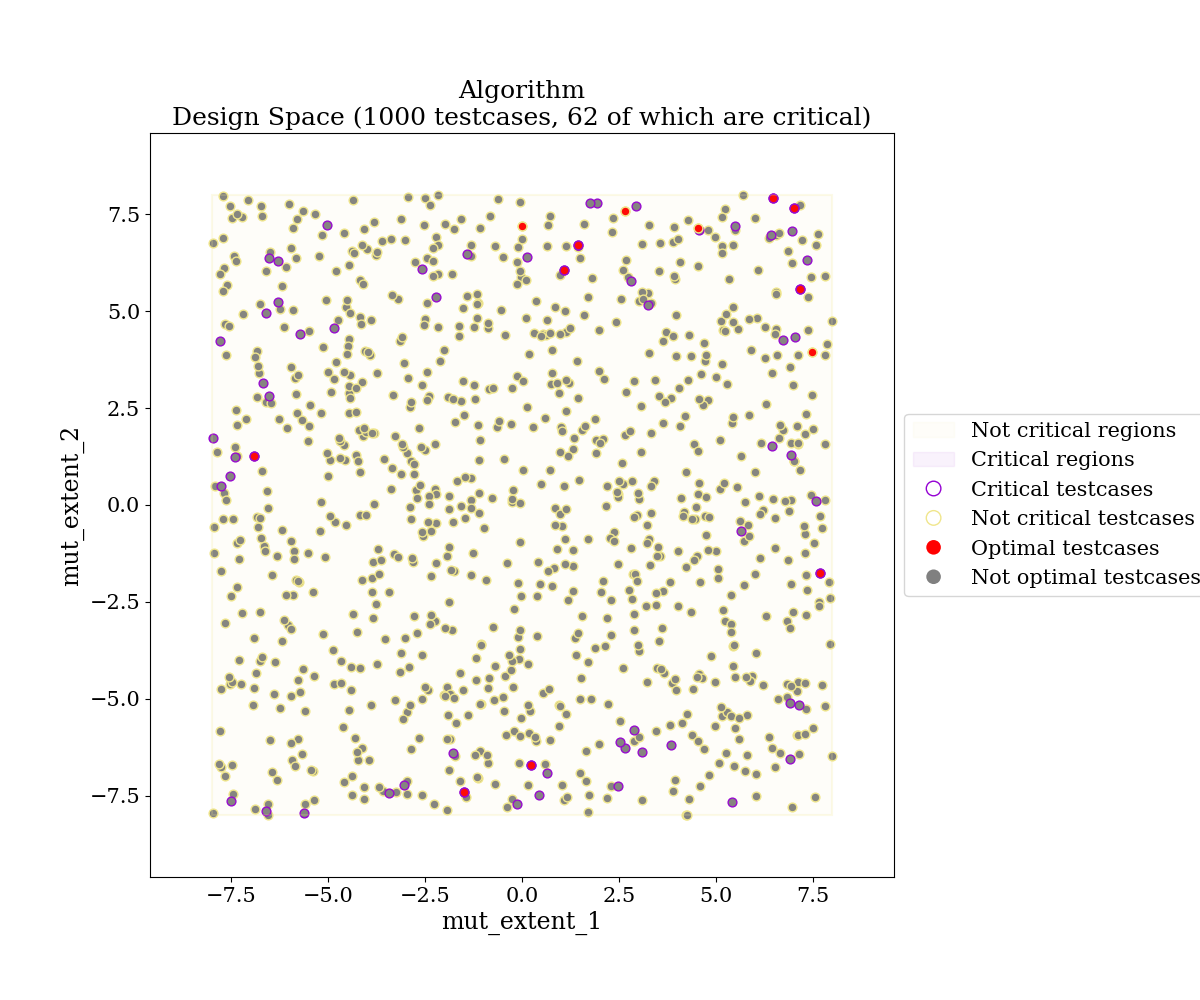 Algorithm
Design Space (1000 testcases, 62 of which are critical)
7.5
5.0
2.5
0.0
−2.5
−5.0
−7.5
mut_extent_2
−7.5 −5.0 −2.5 0.0 2.5 5.0 7.5
mut_extent_1
Not critical regions
Critical regions
Critical testcases
Not critical testcases
Optimal testcases
Not optimal testcases